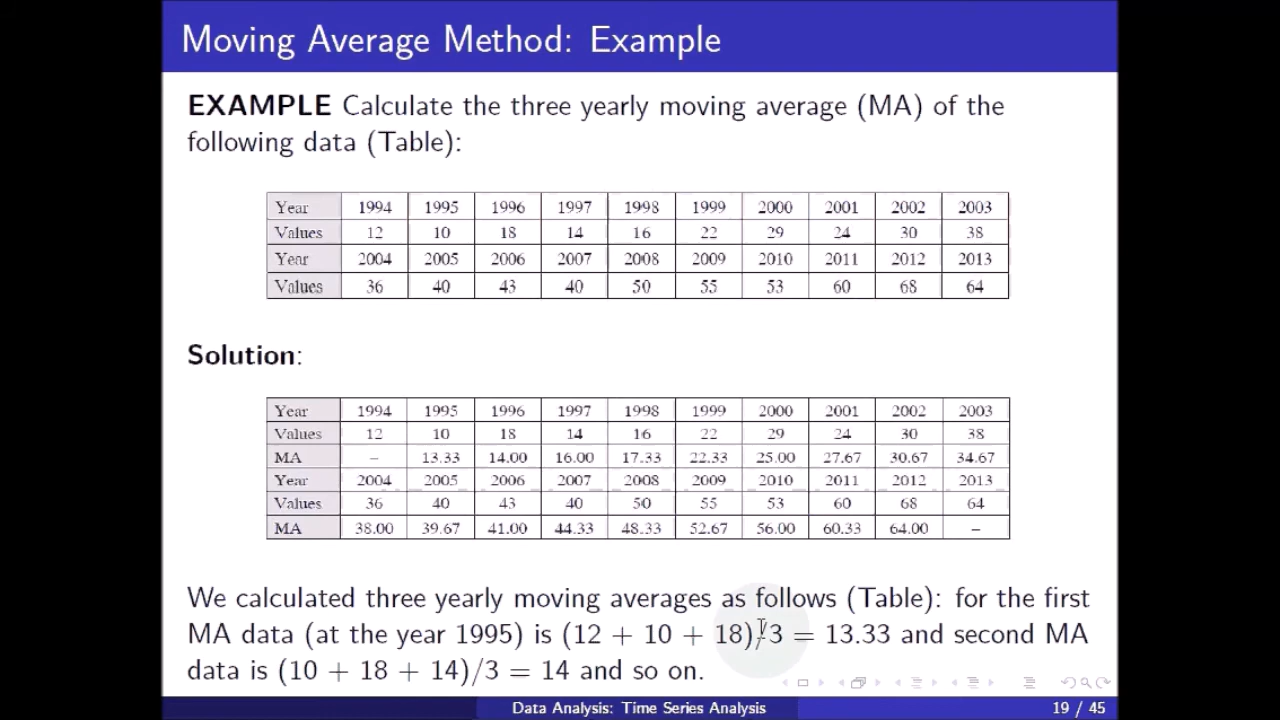 Moving Average Method: Example
EXAMPLE Calculate the three yearly moving average (MA) of the
following data (Table):
Year 1994 1995 1996 1997 1998 1999 2000 2001 2002 2003
Values 12 10 18 14 16 22 29 24 30 38
Year 2004 2005 2006 2007 2008 2009 2010 2011 2012 2013
Values 36 40 43 40 50 55 53 60 68 64
Solution:
Year 1994 1995 1996 1997 1998 1999 2000 2001 2002 2003
Values 12 10 18 14 16 22 29 24 30 38
MA – 13.33 14.00 16.00 17.33 22.33 25.00 27.67 30.67 34.67
Year 2004 2005 2006 2007 2008 2009 2010 2011 2012 2013
Values 36 40 43 40 50 55 53 60 68 64
MA 38.00 39.67 41.00 44.33 48.33 52.67 56.00 60.33 64.00 –
We calculated three yearly moving averages as follows (Table): for the first
MA data (at the year 1995) is (12 + 10 + 18)/3 = 13.33 and second MA
data is (10 + 18 + 14)/3 = 14 and so on.
Data Analysis: Time Series Analysis 19 / 45